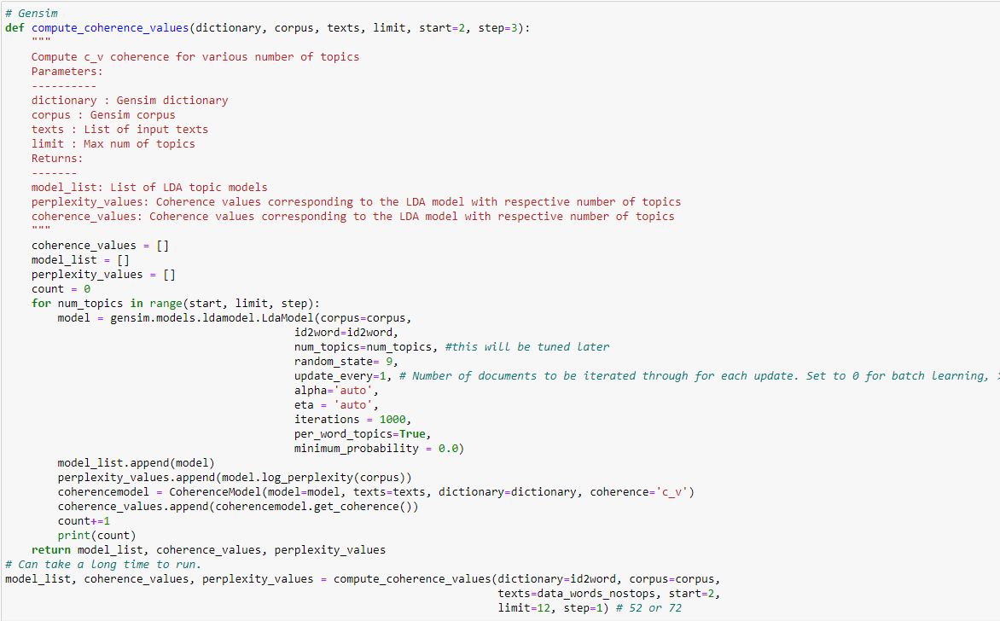 # Gensim
def compute_coherence_values(dictionary, corpus, texts, limit, start=2, step=3):
    """
    Compute c_v coherence for various number of topics
    Parameters:
    ----------
    dictionary : Gensim dictionary
    corpus : Gensim corpus
    texts : List of input texts
    limit : Max num of topics
    Returns:
    -------
    model_list: List of LDA topic models
    perplexity_values: Coherence values corresponding to the LDA model with respective number of topics
    coherence_values: Coherence values corresponding to the LDA model with respective number of topics
    """
    coherence_values = []
    model_list = []
    perplexity_values = []
    count = 0
    for num_topics in range(start, limit, step):
        model = gensim.models.ldamodel.LdaModel(corpus=corpus,
                                            id2word=id2word,
                                            num_topics=num_topics, #this will be tuned later
                                            random_state= 9,
                                            update_every=1, # Number of documents to be iterated through for each update. Set to 0 for batch learning, >
                                            alpha='auto',
                                            eta = 'auto',
                                            iterations = 1000,
                                            per_word_topics=True,
                                            minimum_probability = 0.0)
        model_list.append(model)
        perplexity_values.append(model.log_perplexity(corpus))
        coherencemodel = CoherenceModel(model=model, texts=texts, dictionary=dictionary, coherence='c_v')
        coherence_values.append(coherencemodel.get_coherence())
        count+=1
        print(count)
    return model_list, coherence_values, perplexity_values
# Can take a long time to run.
model_list, coherence_values, perplexity_values = compute_coherence_values(dictionary=id2word, corpus=corpus,
                                                                           texts=data_words_nostops, start=2,
                                                                           limit=12, step=1) # 52 or 72